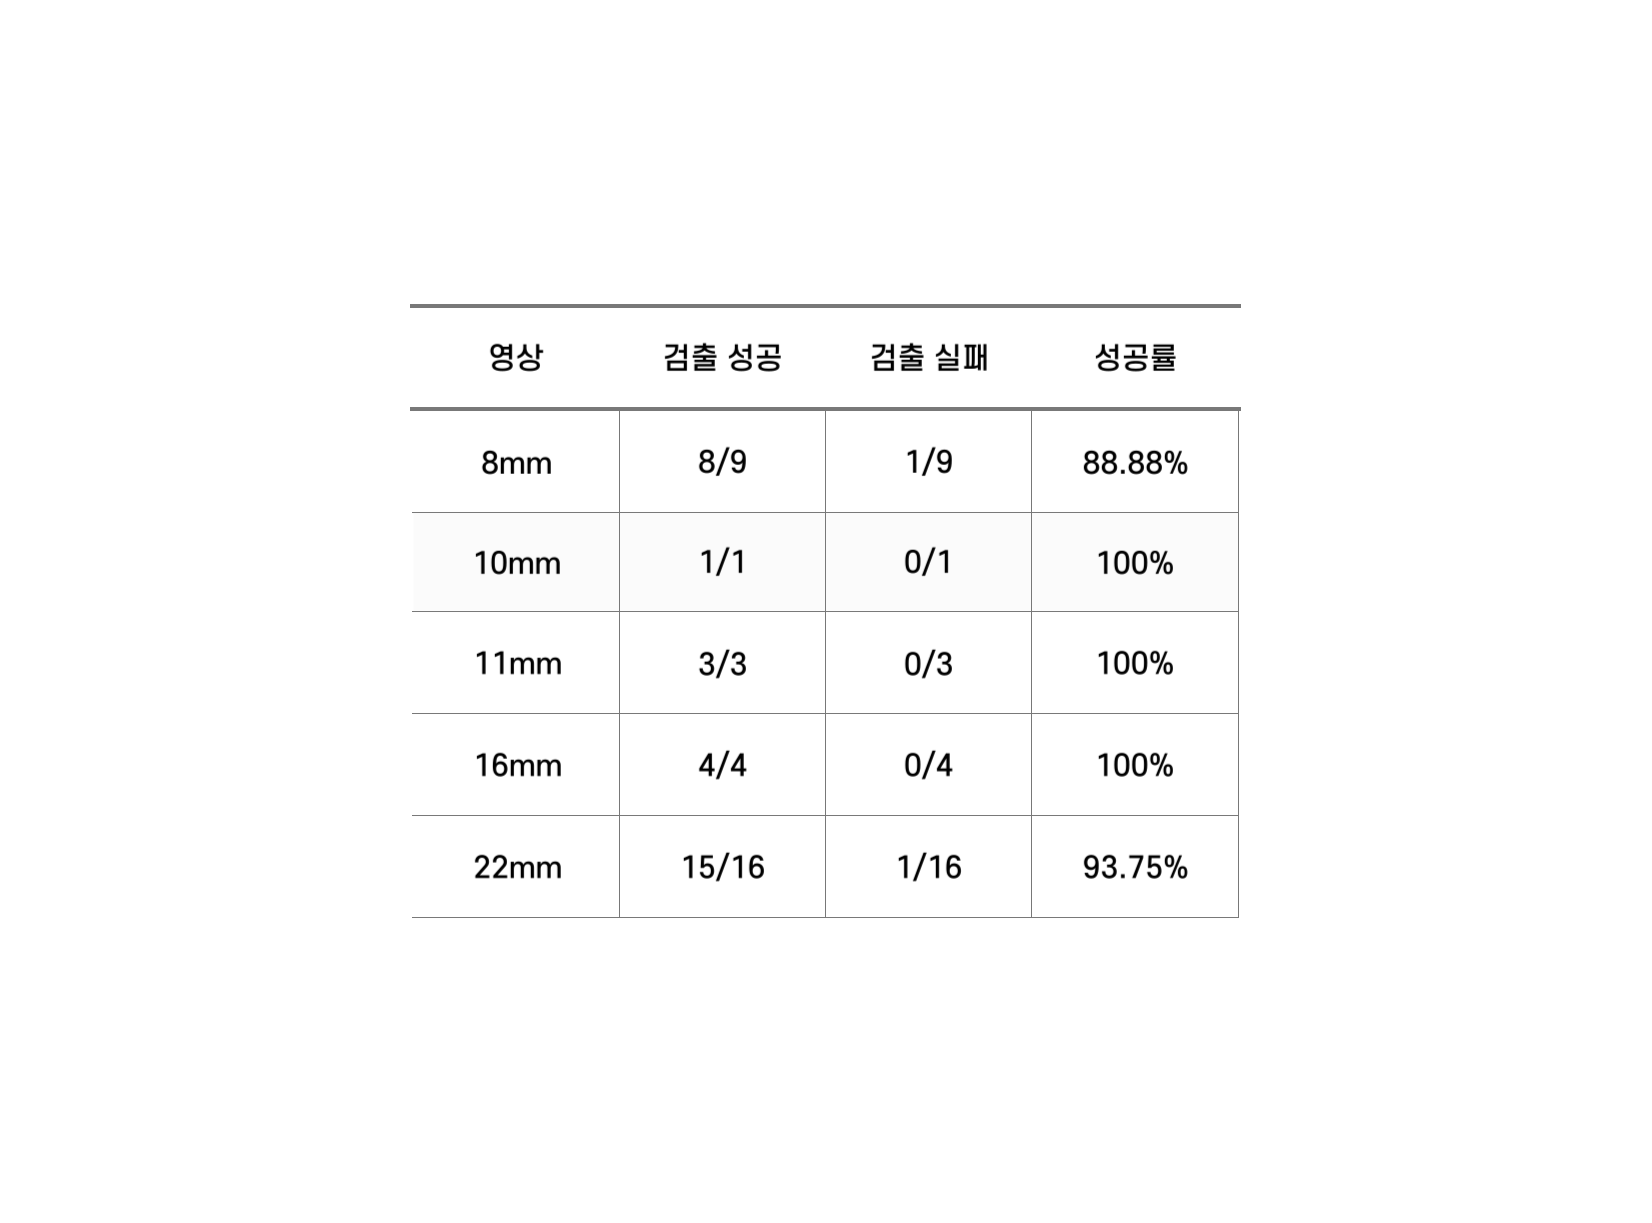 영상 검출 성공 검출 실패 성공률
8mm 8/9 1/9 88.88%
10mm 1/1 0/1 100%
11mm 3/3 0/3 100%
16mm 4/4 0/4 100%
22mm 15/16 1/16 93.75%